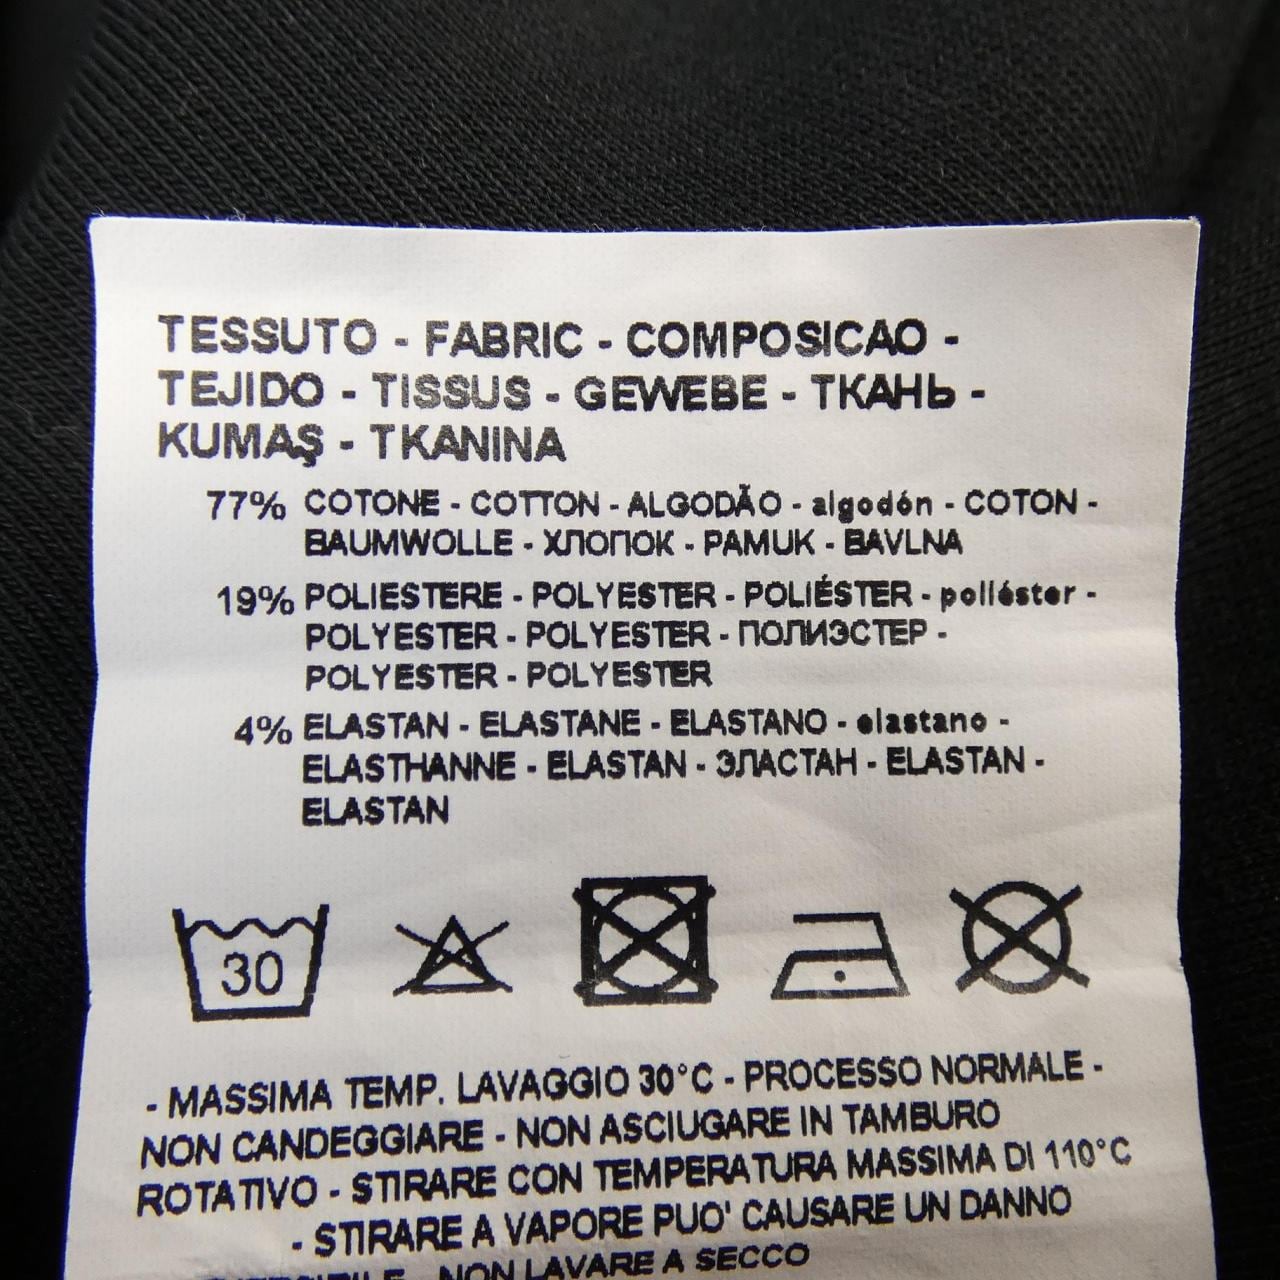 TESSUTO - FABRIC - COMPOSICAO -
TEJIDO - TISSUS - GEWEBE - ТКАНЬ -
KUMAŞ - TKANINA
77% COTONE - COTTON - ALGODÃO - algodón - COTON -
BAUMWOLLE - ХЛОПОК - PAMUK - BAVLNA
19% POLIESTERE - POLYESTER - POLIÉSTER - poliéster -
POLYESTER - POLYESTER - ПОЛИЭСТЕР -
POLYESTER - POLYESTER
4% ELASTAN - ELASTANE - ELASTANO - elastano -
ELASTHANNE - ELASTAN - ЭЛАСТАН - ELASTAN -
ELASTAN
30
- MASSIMA TEMP. LAVAGGIO 30°C - PROCESSO NORMALE -
NON CANDEGGIARE - NON ASCIUGARE IN TAMBURO
ROTATIVO - STIRARE CON TEMPERATURA MASSIMA DI 110°C
- STIRARE A VAPORE PUO' CAUSARE UN DANNO
- NON LAVARE A SECCO